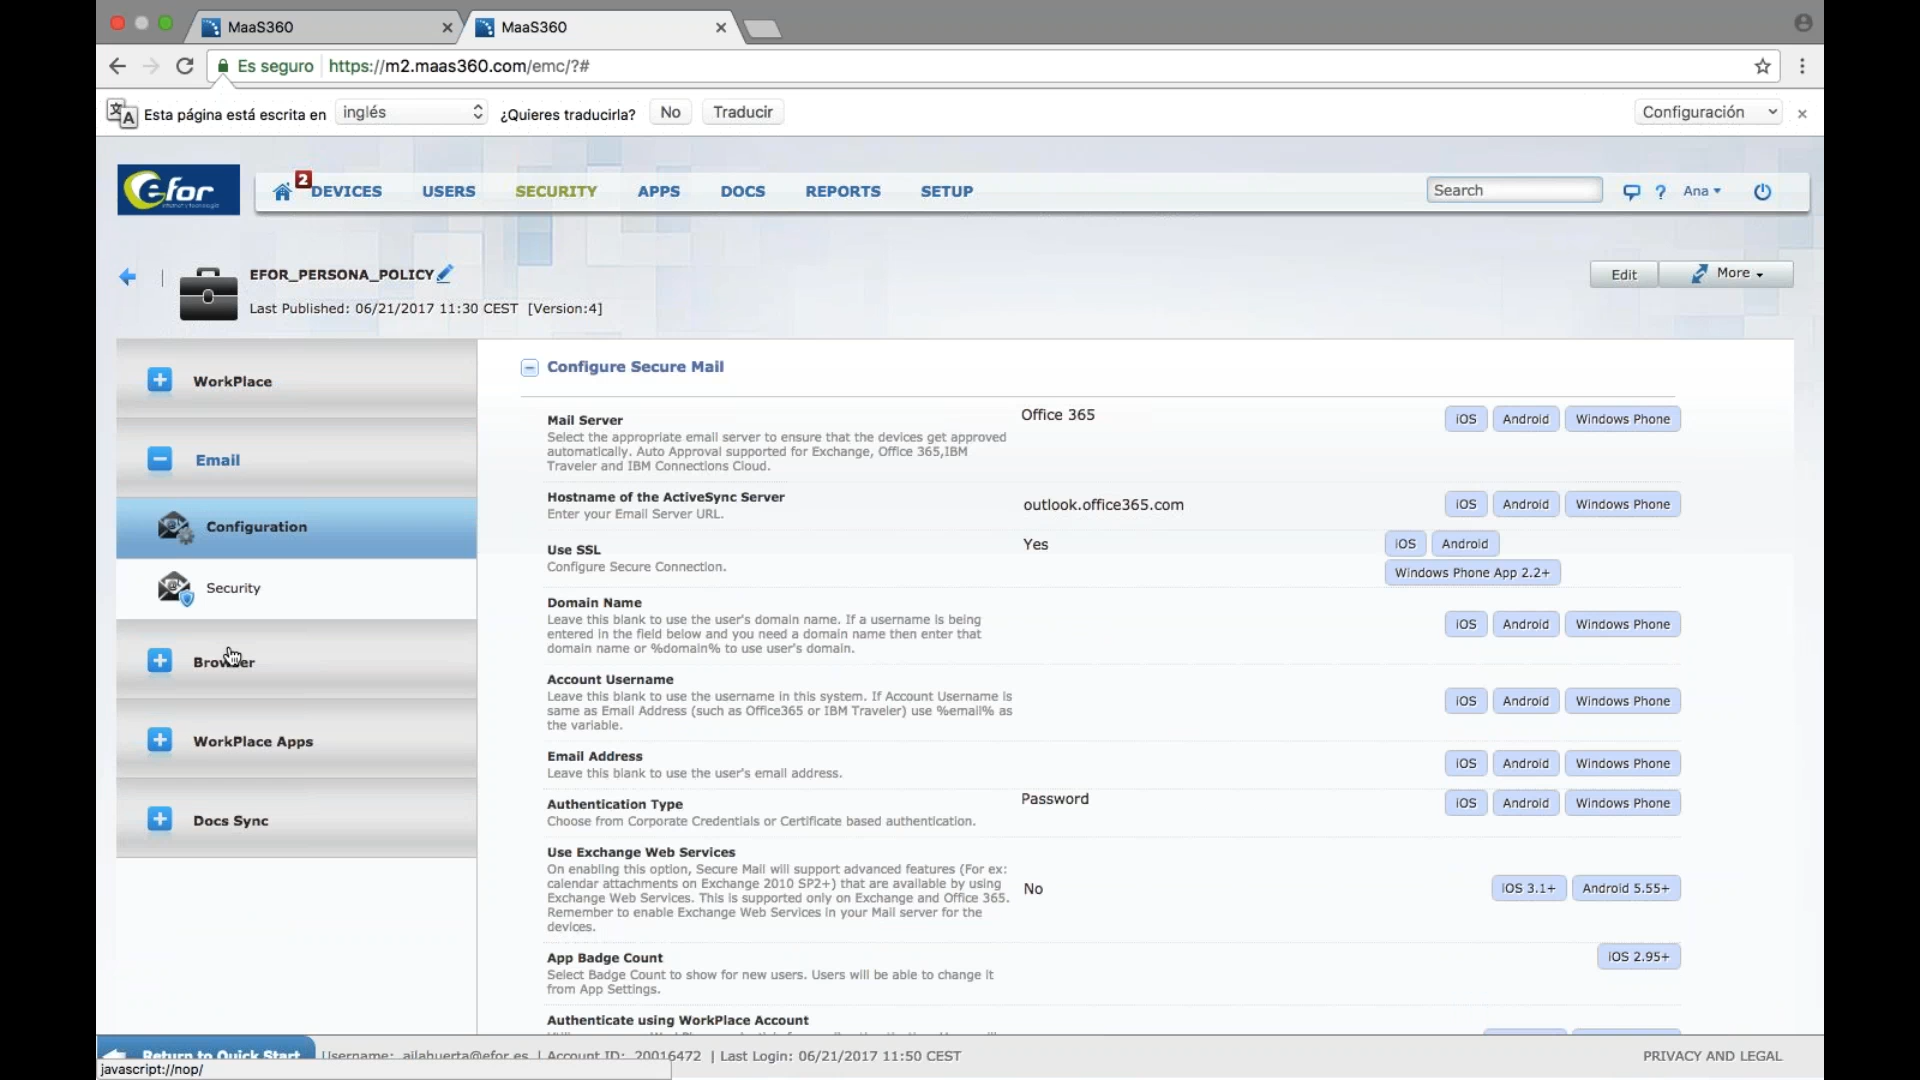 MaaS360
MaaS360
Es seguro
https://m2.maas360.com/emc/?#
Esta página está escrita en
inglés
¿Quieres traducirla?
No
Traducir
Configuración
efor
2
DEVICES
USERS
SECURITY
APPS
DOCS
REPORTS
SETUP
Search
?
Ana
EFOR_PERSONA_POLICY
Last Published: 06/21/2017 11:30 CEST [Version:4]
Edit
More
WorkPlace
Email
Configuration
Security
Browser
WorkPlace Apps
Docs Sync
Configure Secure Mail
Mail Server
Select the appropriate email server to ensure that the devices get approved
automatically. Auto Approval supported for Exchange, Office 365,IBM
Traveler and IBM Connections Cloud.
Office 365
iOS Android Windows Phone
Hostname of the ActiveSync Server
Enter your Email Server URL.
outlook.office365.com
iOS Android Windows Phone
Use SSL
Configure Secure Connection.
Yes
iOS Android
Windows Phone App 2.2+
Domain Name
Leave this blank to use the user's domain name. If a username is being
entered in the field below and you need a domain name then enter that
domain name or %domain% to use user's domain.
iOS Android Windows Phone
Account Username
Leave this blank to use the username in this system. If Account Username is
same as Email Address (such as Office365 or IBM Traveler) use %email% as
the variable.
iOS Android Windows Phone
Email Address
Leave this blank to use the user's email address.
iOS Android Windows Phone
Authentication Type
Choose from Corporate Credentials or Certificate based authentication.
Password
iOS Android Windows Phone
Use Exchange Web Services
On enabling this option, Secure Mail will support advanced features (For ex:
calendar attachments on Exchange 2010 SP2+) that are available by using
Exchange Web Services. This is supported only on Exchange and Office 365.
Remember to enable Exchange Web Services in your Mail server for the
devices.
No
iOS 3.1+ Android 5.55+
App Badge Count
Select Badge Count to show for new users. Users will be able to change it
from App Settings.
iOS 2.95+
Authenticate using WorkPlace Account
Return to Quick Start
Username: ailahuerta@efor.es | Account ID: 20016472 | Last Login: 06/21/2017 11:50 CEST
PRIVACY AND LEGAL
javascript://nop/